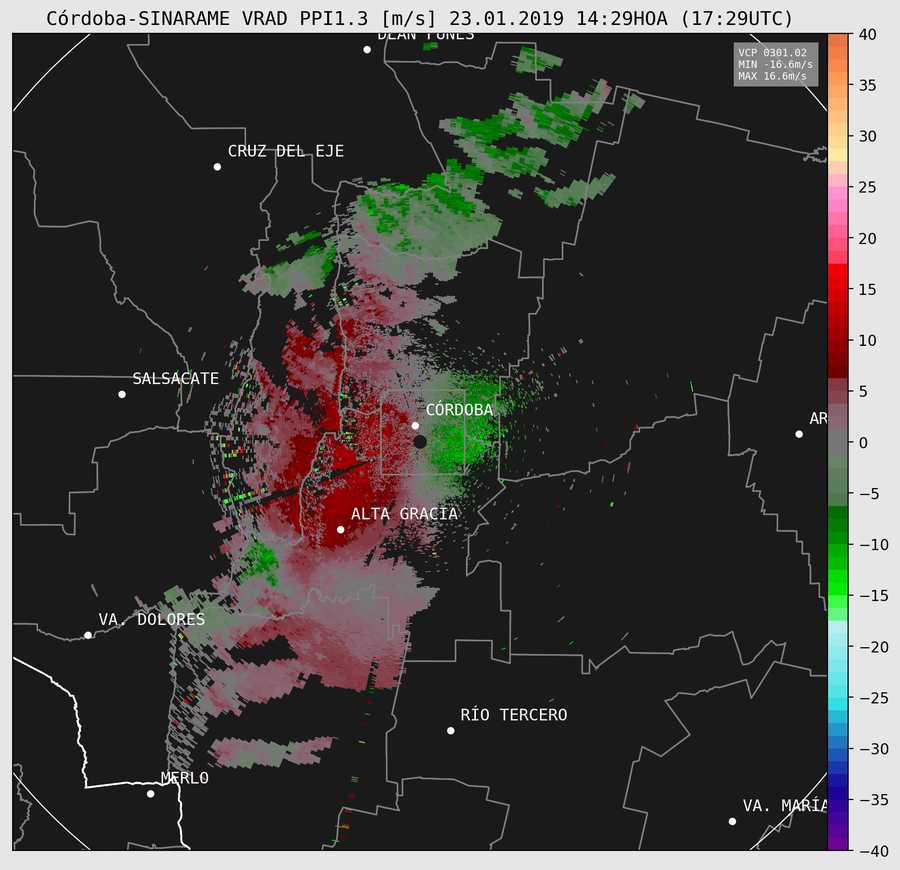 Córdoba-SINARAME VRAD PPI1.3 [m/s] 23.01.2019 14:29HOA (17:29UTC)
DEAN FUNES
VCP 0301.02
MIN -16.6m/s
MAX 16.6m/s
CRUZ DEL EJE
SALSACATE
CÓRDOBA
AR
ALTA GRACIA
VA. DOLORES
RÍO TERCERO
MERLO
VA. MARÍA
40
35
30
25
20
15
10
5
0
−5
−10
−15
−20
−25
−30
−35
−40